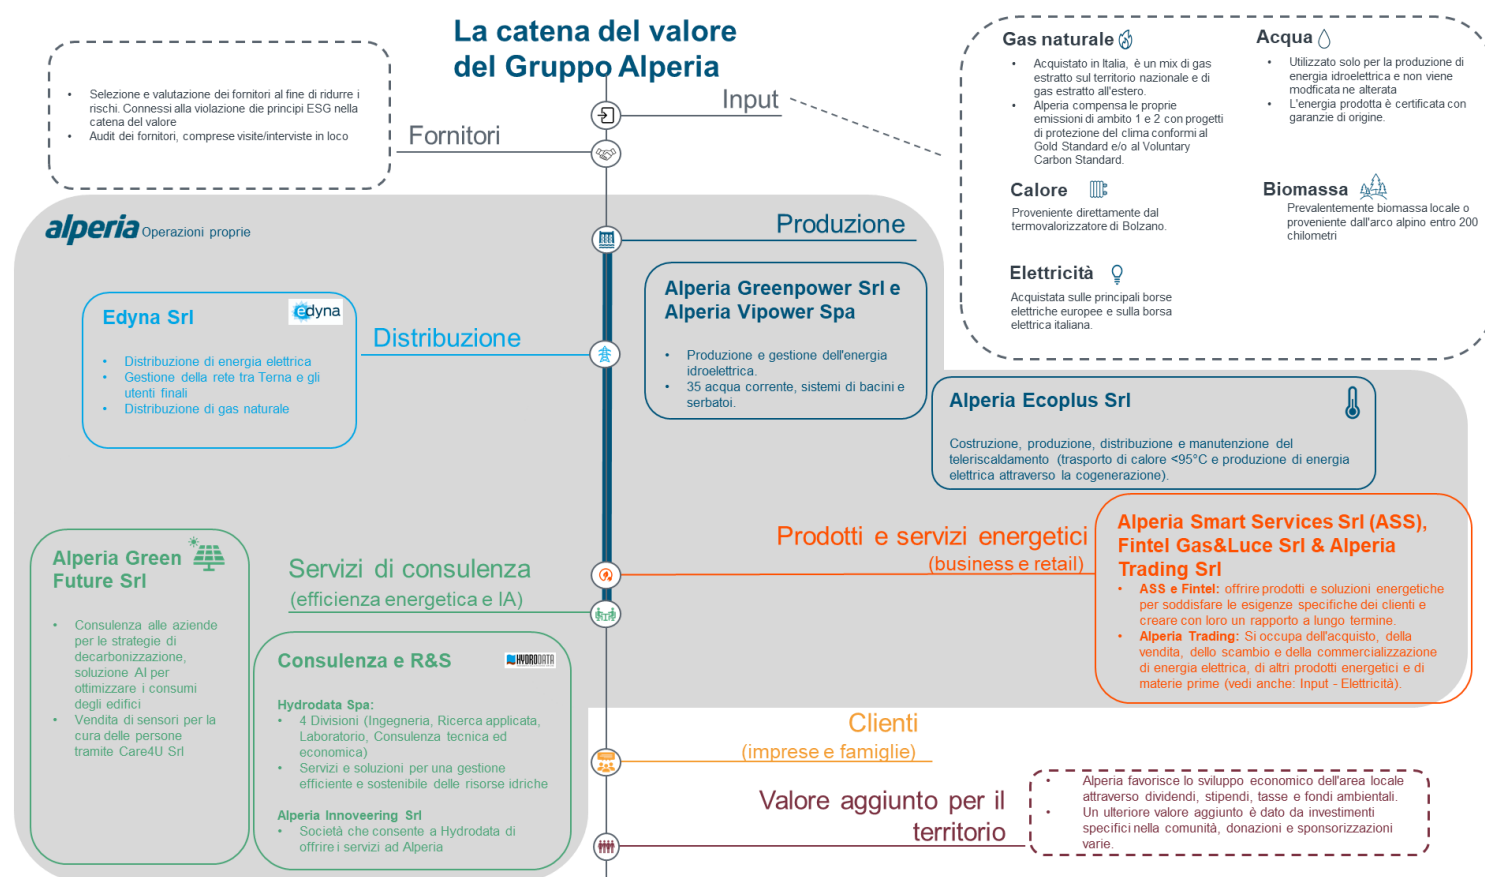 La catena del valore
del Gruppo Alperia
Input
Fornitori
• Selezione e valutazione dei fornitori al fine di ridurre i
rischi. Connessi alla violazione die principi ESG nella
catena del valore
• Audit dei fornitori, comprese visite/interviste in loco
Gas naturale
• Acquistato in Italia, è un mix di gas
estratto sul territorio nazionale e di
gas estratto all'estero.
• Alperia compensa le proprie
emissioni di ambito 1 e 2 con progetti
di protezione del clima conformi al
Gold Standard e/o al Voluntary
Carbon Standard.
Acqua
• Utilizzato solo per la produzione di
energia idroelettrica e non viene
modficata ne alterata
• L'energia prodotta è certificata con
garanzie di origine.
Calore
Proveniente direttamente dal
termovalorizzatore di Bolzano.
Biomassa
Prevalentemente biomassa locale o
proveniente dall'arco alpino entro 200
chilometri
Elettricità
Acquistata sulle principali borse
elettriche europee e sulla borsa
elettrica italiana.
alperia Operazioni proprie
Produzione
Alperia Greenpower Srl e
Alperia Vipower Spa
• Produzione e gestione dell'energia
idroelettrica.
• 35 acqua corrente, sistemi di bacini e
serbatoi.
Edyna Srl
edyna
• Distribuzione di energia elettrica
• Gestione della rete tra Terna e gli
utenti finali
• Distribuzione di gas naturale
Distribuzione
Alperia Ecoplus Srl
Costruzione, produzione, distribuzione e manutenzione del
teleriscaldamento (trasporto di calore <95°C e produzione di energia
elettrica attraverso la cogenerazione).
Prodotti e servizi energetici
(business e retail)
Alperia Smart Services Srl (ASS),
Fintel Gas&Luce Srl & Alperia
Trading Srl
• ASS e Fintel: offrire prodotti e soluzioni energetiche
per soddisfare le esigenze specifiche dei clienti e
creare con loro un rapporto a lungo termine.
• Alperia Trading: Si occupa dell'acquisto, della
vendita, dello scambio e della commercializzazione
di energia elettrica, di altri prodotti energetici e di
materie prime (vedi anche: Input - Elettricità).
Servizi di consulenza
(efficienza energetica e IA)
Alperia Green
Future Srl
• Consulenza alle aziende
per le strategie di
decarbonizzazione,
soluzione AI per
ottimizzare i consumi
degli edifici
• Vendita di sensori per la
cura delle persone
tramite Care4U Srl
Consulenza e R&S
HYDRODATA
Hydrodata Spa:
• 4 Divisioni (Ingegneria, Ricerca applicata,
Laboratorio, Consulenza tecnica ed
economica)
• Servizi e soluzioni per una gestione
efficiente e sostenibile delle risorse idriche
Alperia Innoveering Srl
• Società che consente a Hydrodata di
offrire i servizi ad Alperia
Clienti
(imprese e famiglie)
Valore aggiunto per il
territorio
• Alperia favorisce lo sviluppo economico dell'area locale
attraverso dividendi, stipendi, tasse e fondi ambientali.
• Un ulteriore valore aggiunto è dato da investimenti
specifici nella comunità, donazioni e sponsorizzazioni
varie.